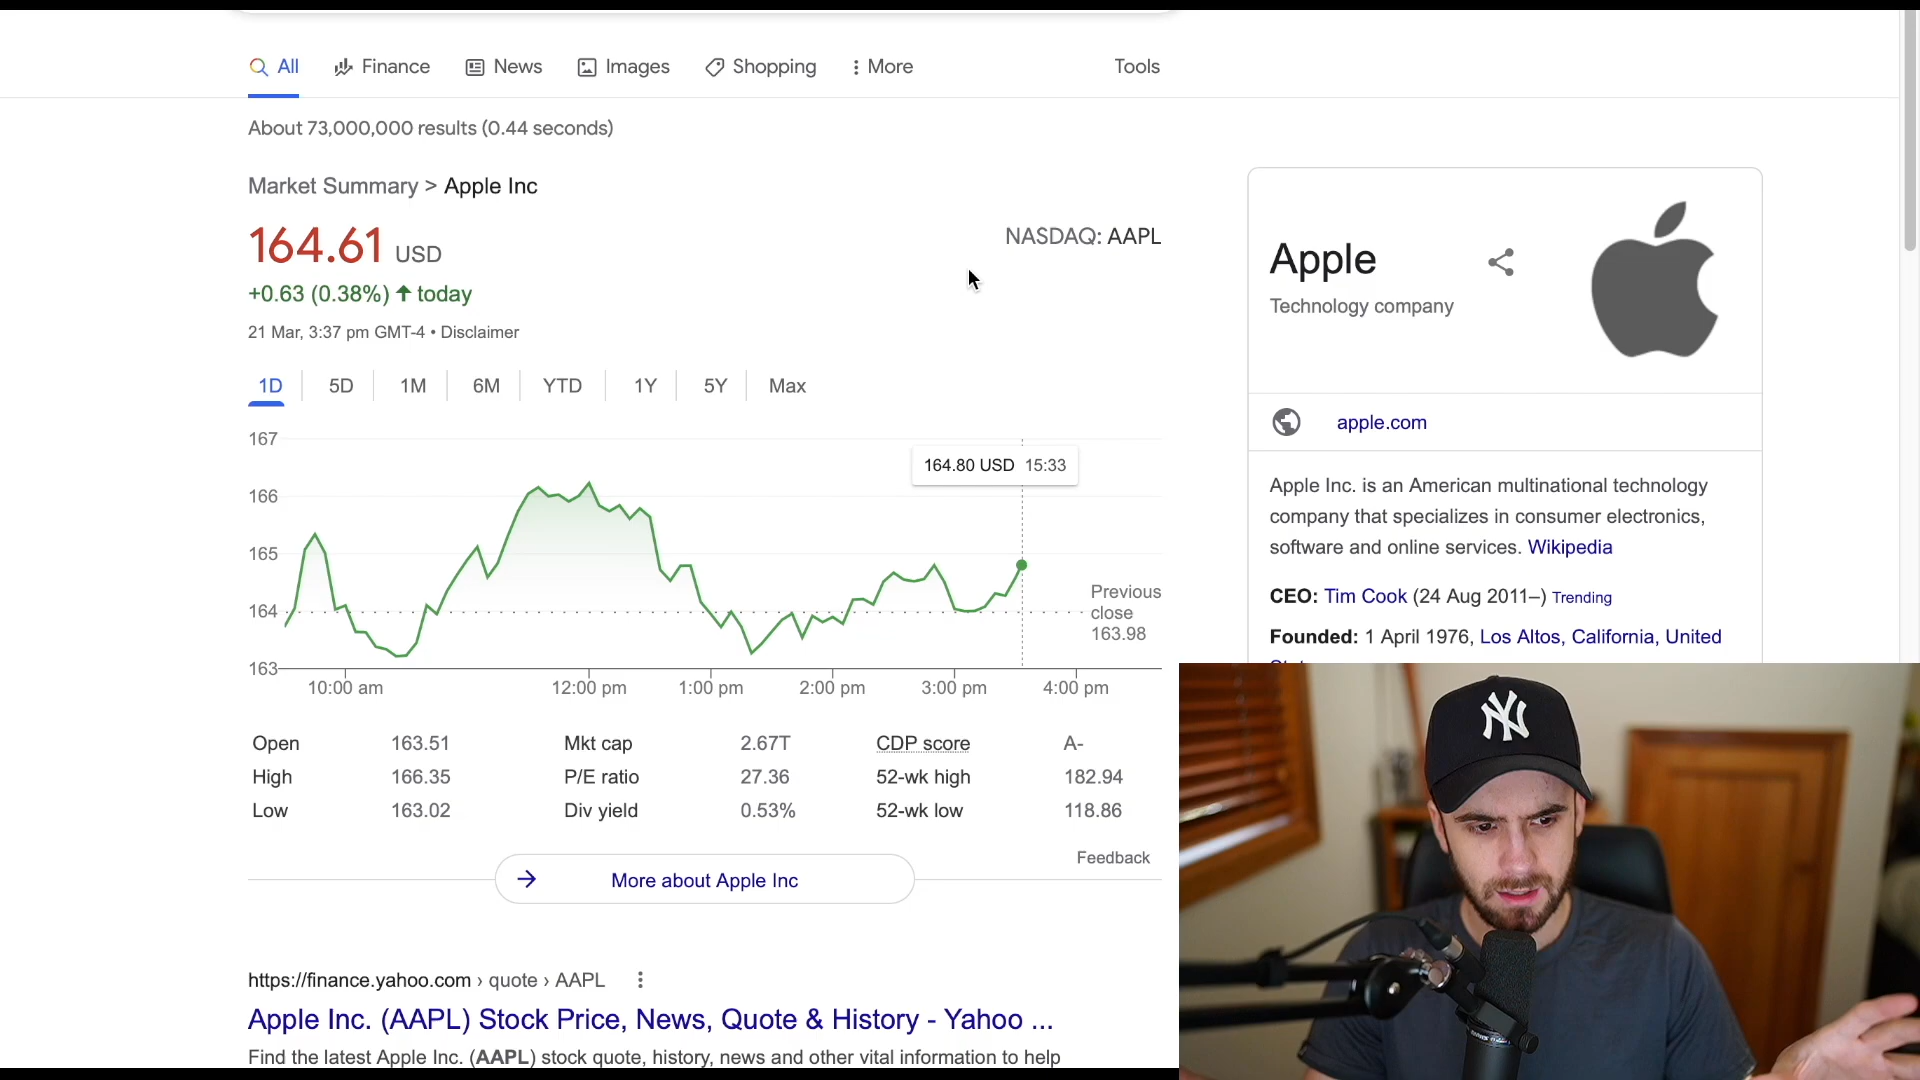 All Finance News Images Shopping More Tools
About 73,000,000 results (0.44 seconds)
Market Summary > Apple Inc
164.61 USD
NASDAQ: AAPL
+0.63 (0.38%) today
21 Mar, 3:37 pm GMT-4 • Disclaimer
1D 5D 1M 6M YTD 1Y 5Y Max
167
166
165
164
163
164.80 USD 15:33
Previous
close
163.98
10:00 am 12:00 pm 1:00 pm 2:00 pm 3:00 pm 4:00 pm
Open 163.51 Mkt cap 2.67T CDP score A-
High 166.35 P/E ratio 27.36 52-wk high 182.94
Low 163.02 Div yield 0.53% 52-wk low 118.86
Feedback
More about Apple Inc
https://finance.yahoo.com › quote › AAPL
Apple Inc. (AAPL) Stock Price, News, Quote & History - Yahoo ...
Find the latest Apple Inc. (AAPL) stock quote, history, news and other vital information to help
Apple
Technology company
apple.com
Apple Inc. is an American multinational technology
company that specializes in consumer electronics,
software and online services. Wikipedia
CEO: Tim Cook (24 Aug 2011–) Trending
Founded: 1 April 1976, Los Altos, California, United
NY